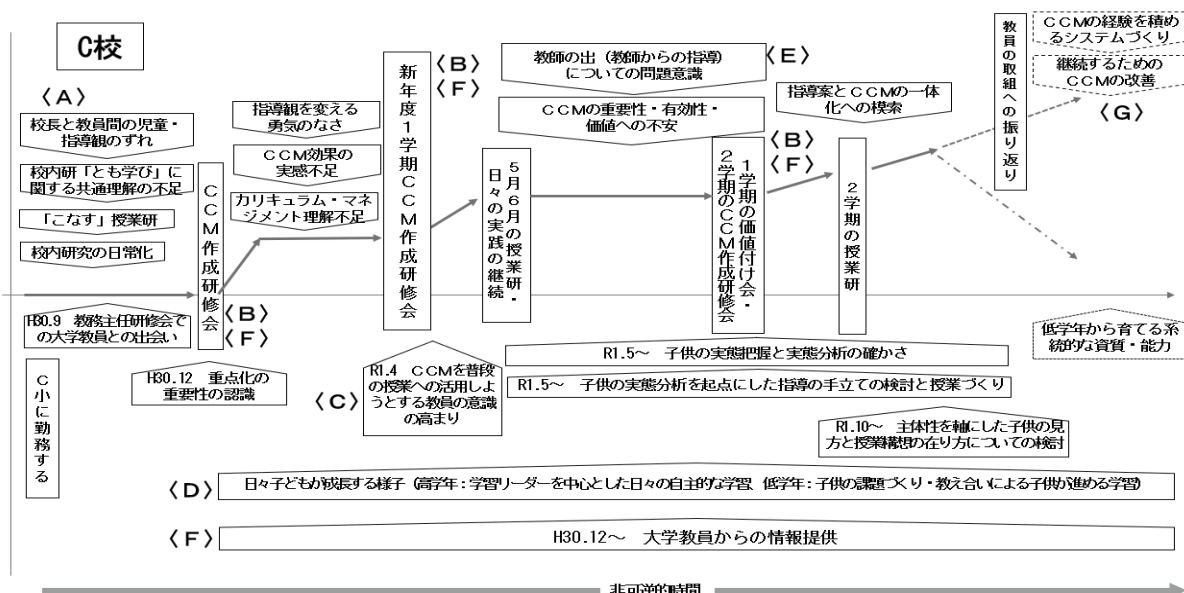 C校
〈A〉
校長と教員間の児童・
指導観のずれ
校内研「とも学び」に
関する共通理解の不足
「こなす」授業研
校内研究の日常化
H30.9　教務主任研修会で
の大学教員との出会い
C小に勤務する
CCM作成研修会
〈B〉
〈F〉
H30.12　重点化の
重要性の認識
指導観を変える
勇気のなさ
CCM効果の
実感不足
カリキュラム・マネ
ジメント理解不足
新年度1学期CCM作成研修会
〈B〉
〈F〉
〈C〉
R1.4　CCMを普段
の授業への活用しよ
うとする教員の意識
の高まり
教師の出（教師からの指導）
についての問題意識
〈E〉
CCMの重要性・有効性・
価値への不安
5月6月の授業研・
日々の実践の継続
1学期の価値付け会・
2学期のCCM作成研修会
〈B〉
〈F〉
指導案とCCMの一体
化への模索
2学期の授業研
教員の取組への振り返り
CCMの経験を積め
るシステムづくり
継続するための
CCMの改善
〈G〉
低学年から育てる系
統的な資質・能力
R1.5～　子供の実態把握と実態分析の確かさ
R1.5～　子供の実態分析を起点にした指導の手立ての検討と授業づくり
R1.10～　主体性を軸にした子供の見
方と授業構想の在り方についての検討
〈D〉
日々子どもが成長する様子（高学年：学習リーダーを中心とした日々の自主的な学習、低学年：子供の課題づくり・教え合いによる子供が進める学習）
〈F〉
H30.12～　大学教員からの情報提供
非可逆的時間